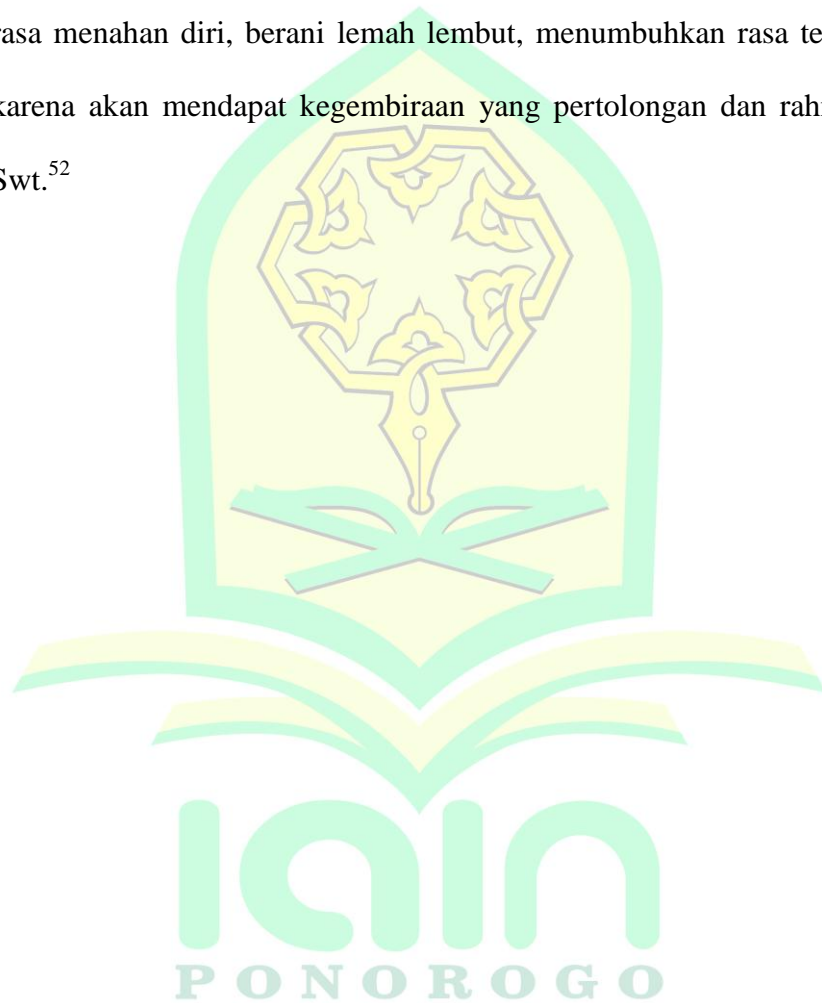 rasa menahan diri, berani lemah lembut, menumbuhkan rasa
karena akan mendapat kegembiraan yang pertolongan dan
Swt.52
IAIN
PONOROGO